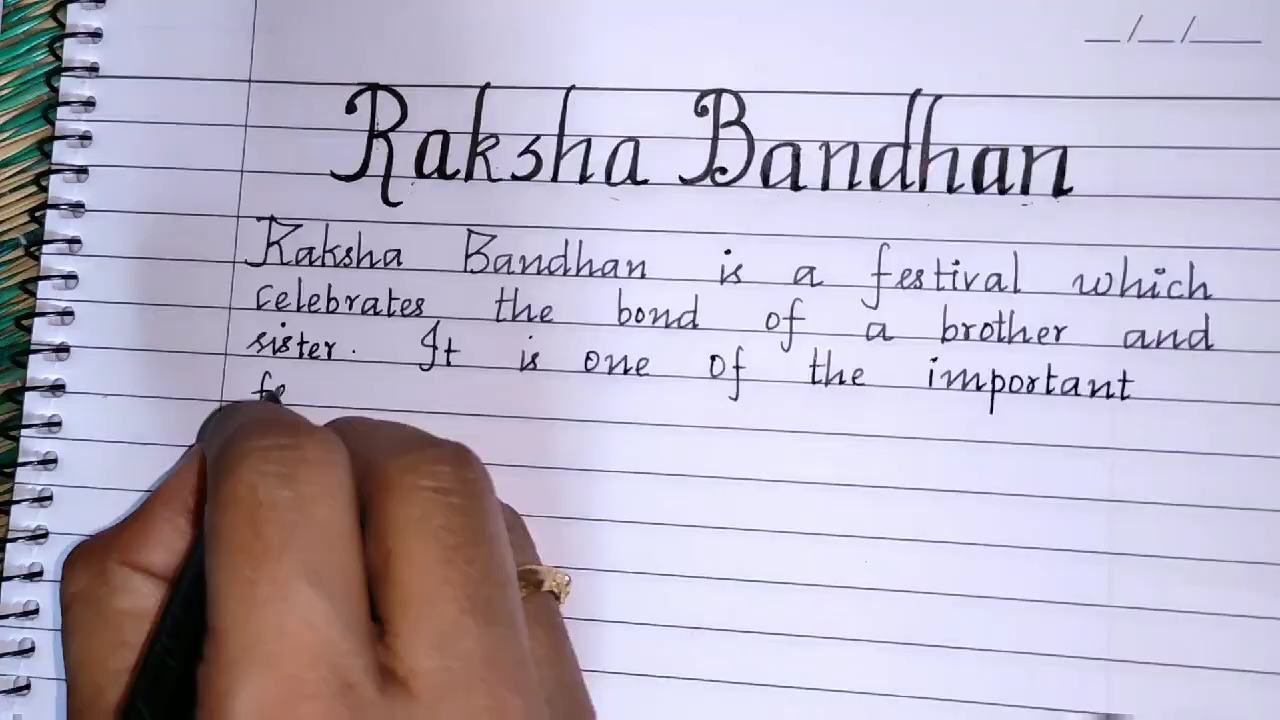 Raksha Bandhan
Raksha Bandhan is a festival which
celebrates the bond of a brother and
sister. It is one of the important
fe